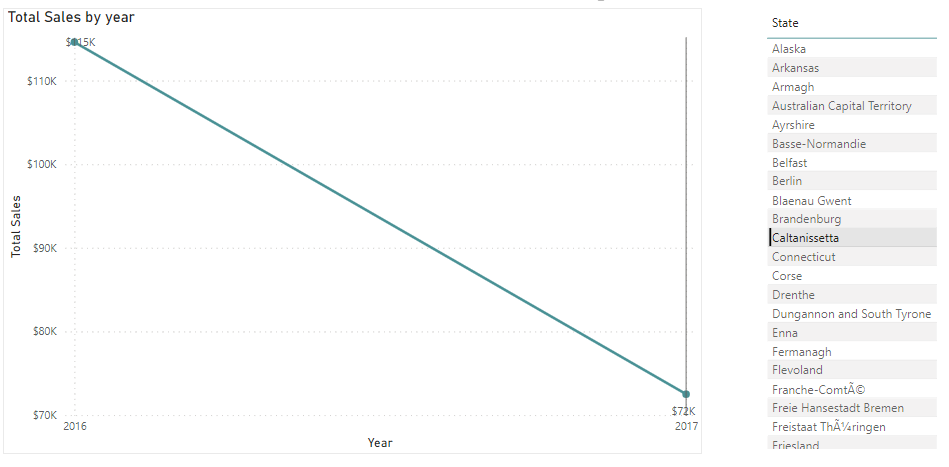 Total Sales by year
$115K
$110K
$100K
$90K
$80K
$70K
Total Sales
$72K
2016
2017
Year
State
Alaska
Arkansas
Armagh
Australian Capital Territory
Ayrshire
Basse-Normandie
Belfast
Berlin
Blaenau Gwent
Brandenburg
Caltanissetta
Connecticut
Corse
Drenthe
Dungannon and South Tyrone
Enna
Fermanagh
Flevoland
Franche-ComtÃ©
Freie Hansestadt Bremen
Freistaat ThÃ¼ringen
Friesland